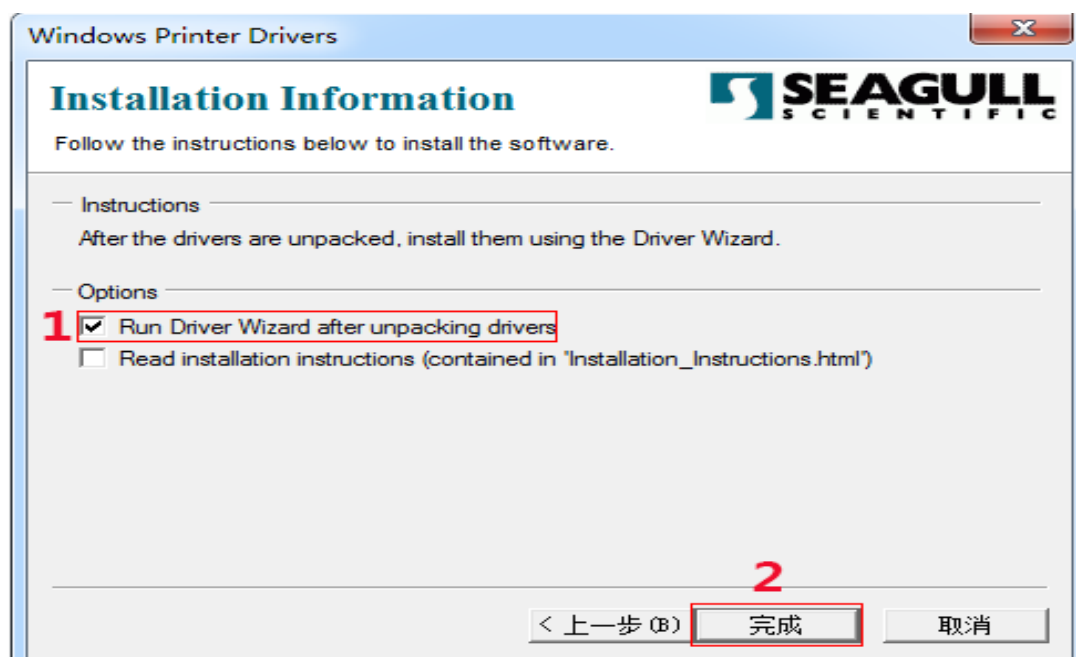 Windows Printer Drivers
Installation Information
SEAGULL
SCIENTIFIC
Follow the instructions below to install the software.
Instructions
After the drivers are unpacked, install them using the Driver Wizard.
Options
1 Run Driver Wizard after unpacking drivers
Read installation instructions (contained in "Installation_Instructions.html")
2
< 上一步(B) 完成 取消